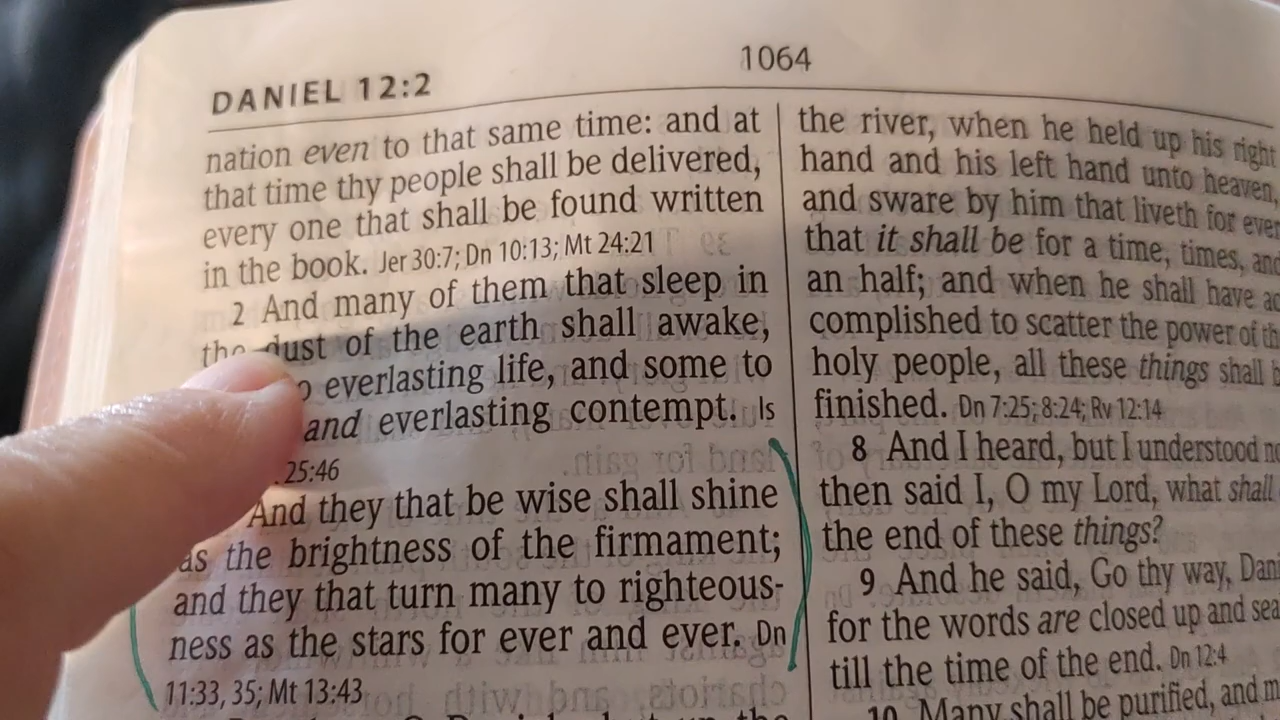 DANIEL 12:2
1064
nation even to that same time: and at
that time thy people shall be delivered,
every one that shall be found written
in the book. Jer 30:7; Dn 10:13; Mt 24:21
2 And many of them that sleep in
the dust of the earth shall awake,
everlasting life, and some to
and everlasting contempt. Is
25:46
And they that be wise shall shine
as the brightness of the firmament;
and they that turn many to righteous-
ness as the stars for ever and ever. Dn
11:33, 35; Mt 13:43
the river, when he held up his right
hand and his left hand unto heaven,
and sware by him that liveth for ever
that it shall be for a time, times, and
an half; and when he shall have ac
complished to scatter the power of th
holy people, all these things shall b
finished. Dn 7:25; 8:24; Rv 12:14
8 And I heard, but I understood no
then said I, O my Lord, what shall
the end of these things?
9 And he said, Go thy way, Dani
for the words are closed up and sea
till the time of the end. Dn 12:4
10 Many shall be purified, and m